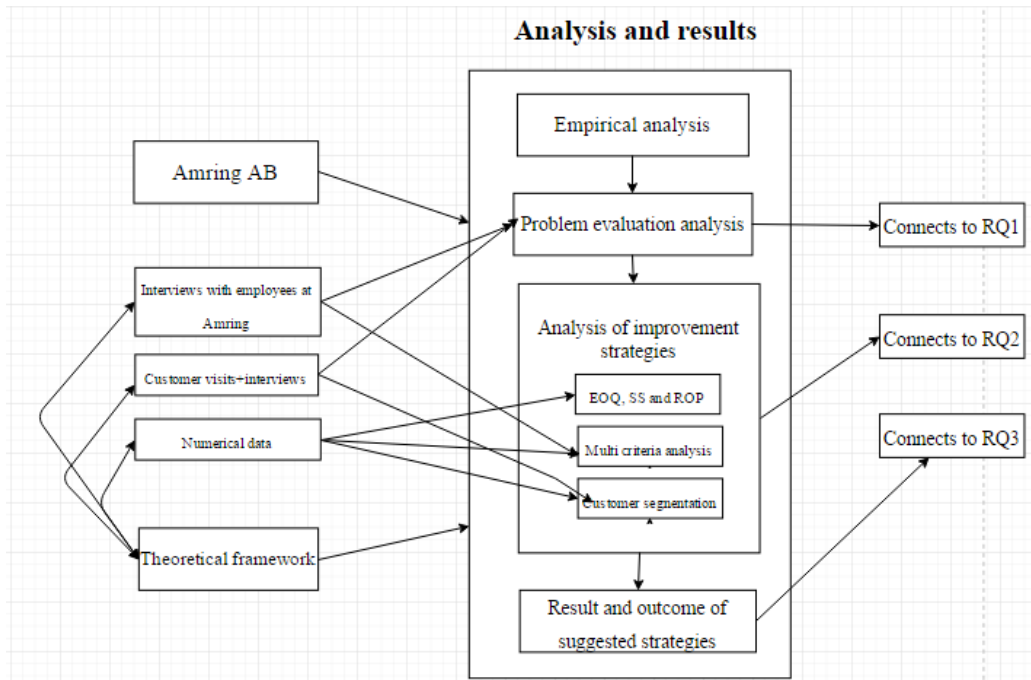 Analysis and results
Empirical analysis
Amring AB
Problem evaluation analysis
Connects to RQ1
Interviews with employees at
Amring
Analysis of improvement
strategies
Connects to RQ2
Customer visits+interviews
EOQ, SS and ROP
Numerical data
Multi criteria analysis
Connects to RQ3
Customer segmentation
Theoretical framework
Result and outcome of
suggested strategies